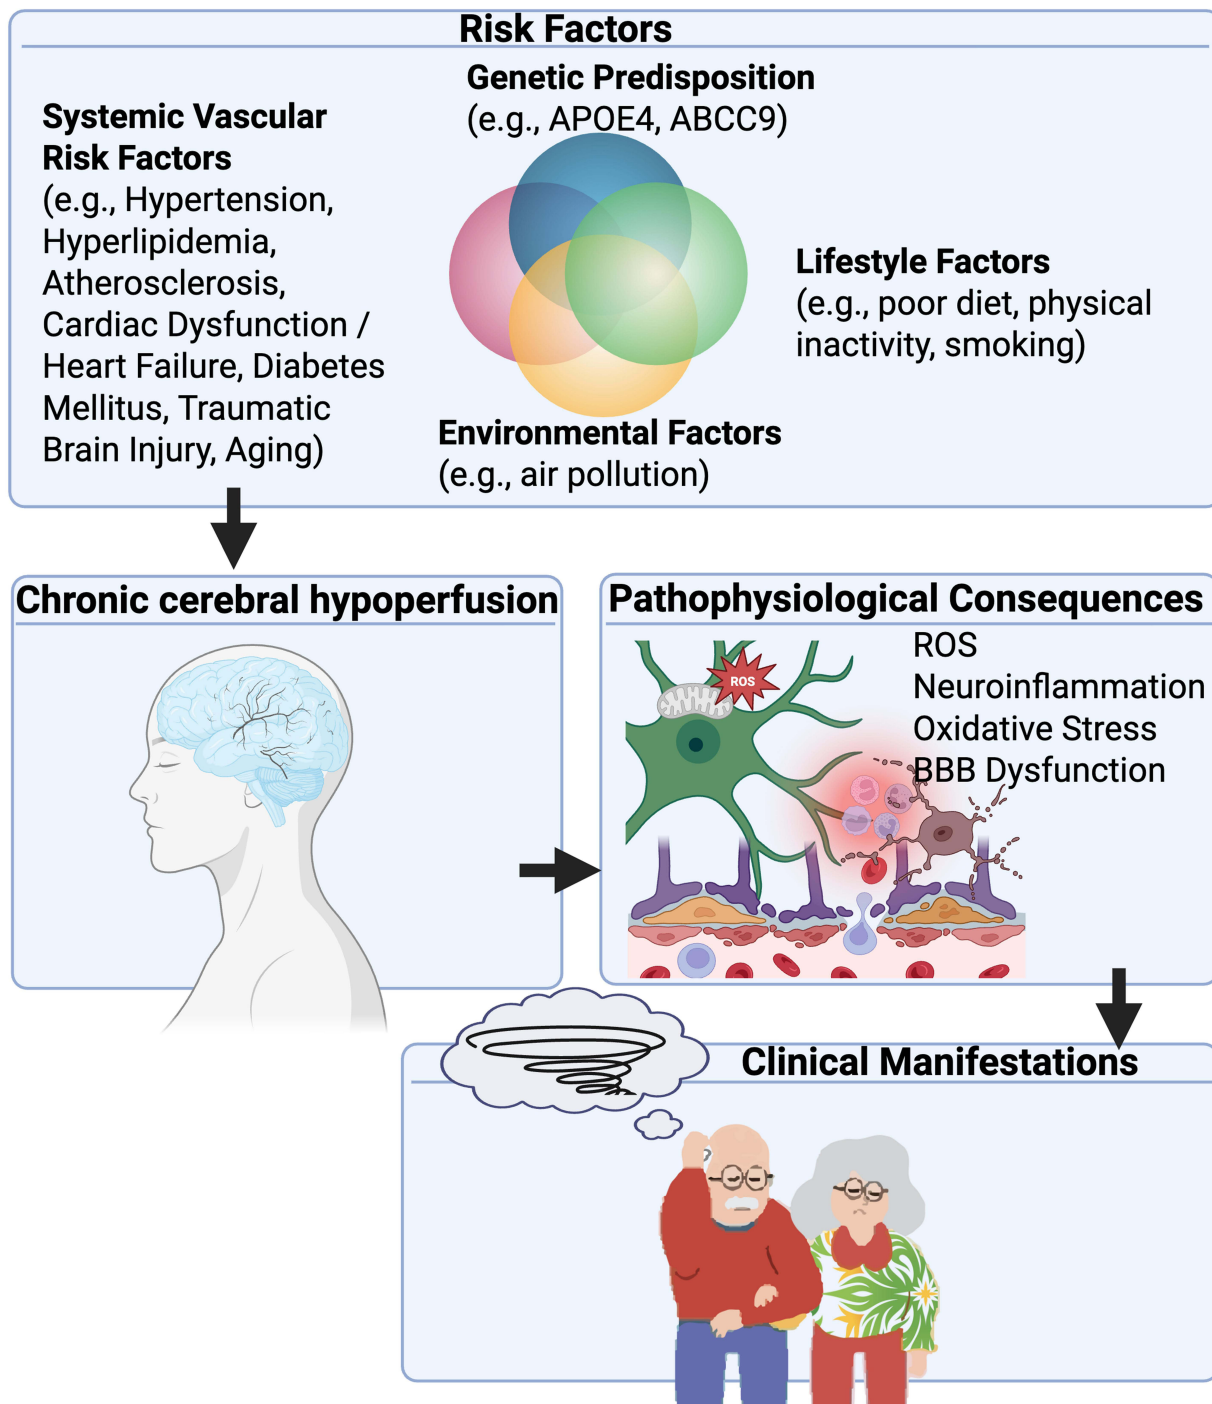 Risk Factors
Genetic Predisposition
(e.g., APOE4, ABCC9)
Systemic Vascular
Risk Factors
(e.g., Hypertension,
Hyperlipidemia,
Atherosclerosis,
Cardiac Dysfunction /
Heart Failure, Diabetes
Mellitus, Traumatic
Brain Injury, Aging)
Lifestyle Factors
(e.g., poor diet, physical
inactivity, smoking)
Environmental Factors
(e.g., air pollution)
Chronic cerebral hypoperfusion
Pathophysiological Consequences
ROS
Neuroinflammation
Oxidative Stress
BBB Dysfunction
ROS
Clinical Manifestations